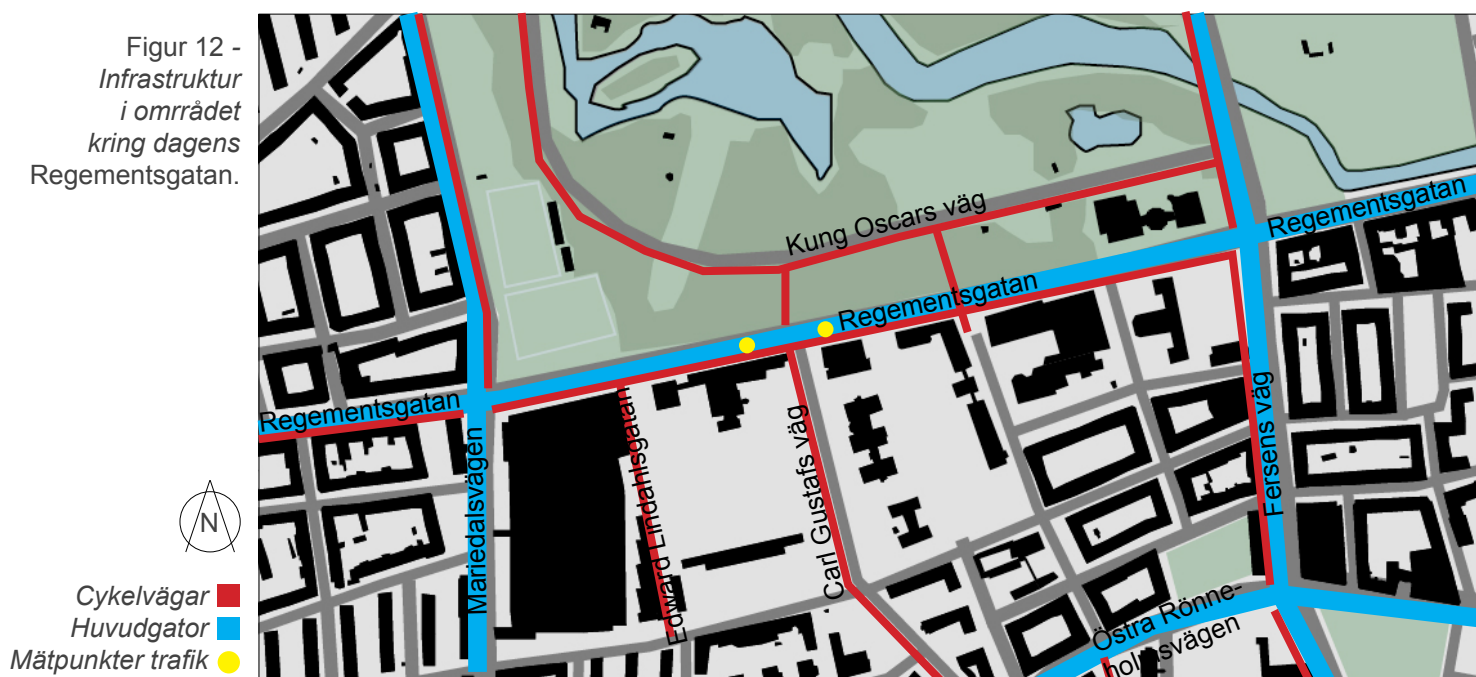 Figur 12 -
Infrastruktur
i omrrådet
kring dagens
Regementsgatan.
Kung Oscars väg
Regementsgatan
Regementsgatan
Regementsgatan
Mariedalsvägen
Edward Lindahlsgatan
Carl Gustafs väg
Fersens väg
Östra Rönne-
holmsvägen
N
Cykelvägar
Huvudgator
Mätpunkter trafik